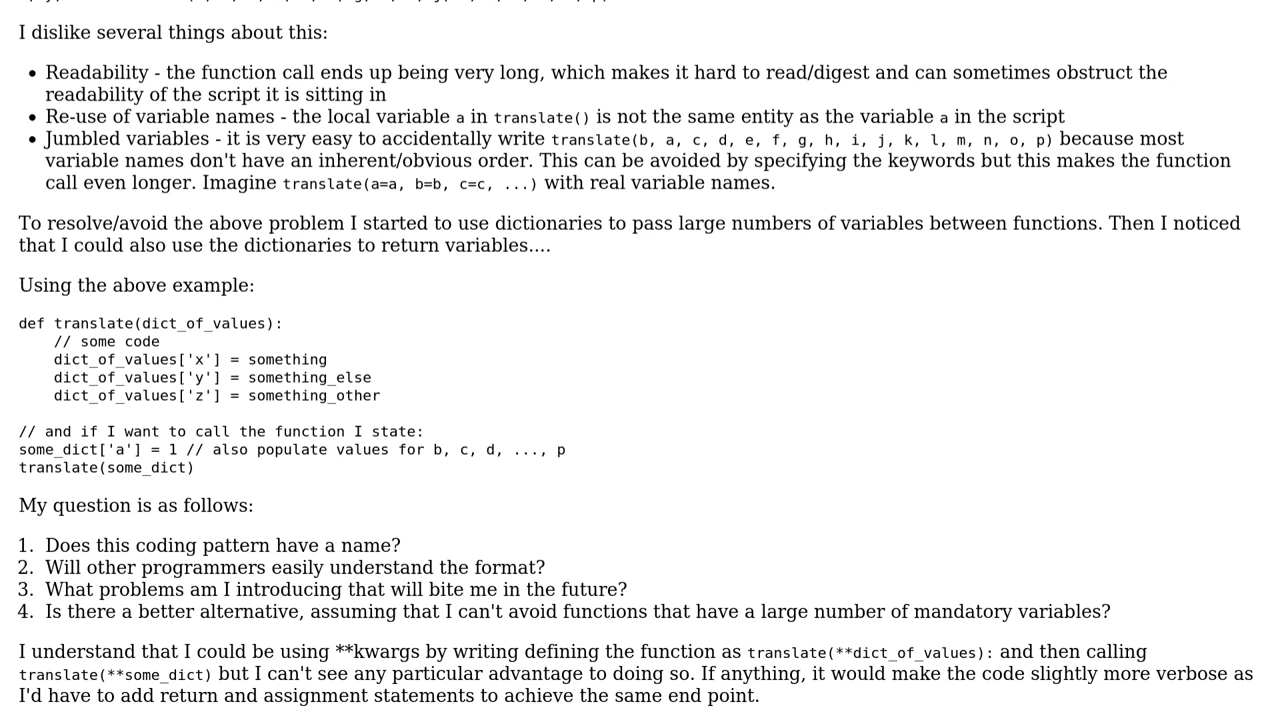 I dislike several things about this:
• Readability - the function call ends up being very long, which makes it hard to read/digest and can sometimes obstruct the
readability of the script it is sitting in
• Re-use of variable names - the local variable a in translate() is not the same entity as the variable a in the script
• Jumbled variables - it is very easy to accidentally write translate(b, a, c, d, e, f, g, h, i, j, k, l, m, n, o, p) because most
variable names don't have an inherent/obvious order. This can be avoided by specifying the keywords but this makes the function
call even longer. Imagine translate(a=a, b=b, c=c, ...) with real variable names.
To resolve/avoid the above problem I started to use dictionaries to pass large numbers of variables between functions. Then I noticed
that I could also use the dictionaries to return variables....
Using the above example:
def translate(dict_of_values):
    // some code
    dict_of_values['x'] = something
    dict_of_values['y'] = something_else
    dict_of_values['z'] = something_other
// and if I want to call the function I state:
some_dict['a'] = 1 // also populate values for b, c, d, ..., p
translate(some_dict)
My question is as follows:
1. Does this coding pattern have a name?
2. Will other programmers easily understand the format?
3. What problems am I introducing that will bite me in the future?
4. Is there a better alternative, assuming that I can't avoid functions that have a large number of mandatory variables?
I understand that I could be using **kwargs by writing defining the function as translate(**dict_of_values): and then calling
translate(**some_dict) but I can't see any particular advantage to doing so. If anything, it would make the code slightly more verbose as
I'd have to add return and assignment statements to achieve the same end point.